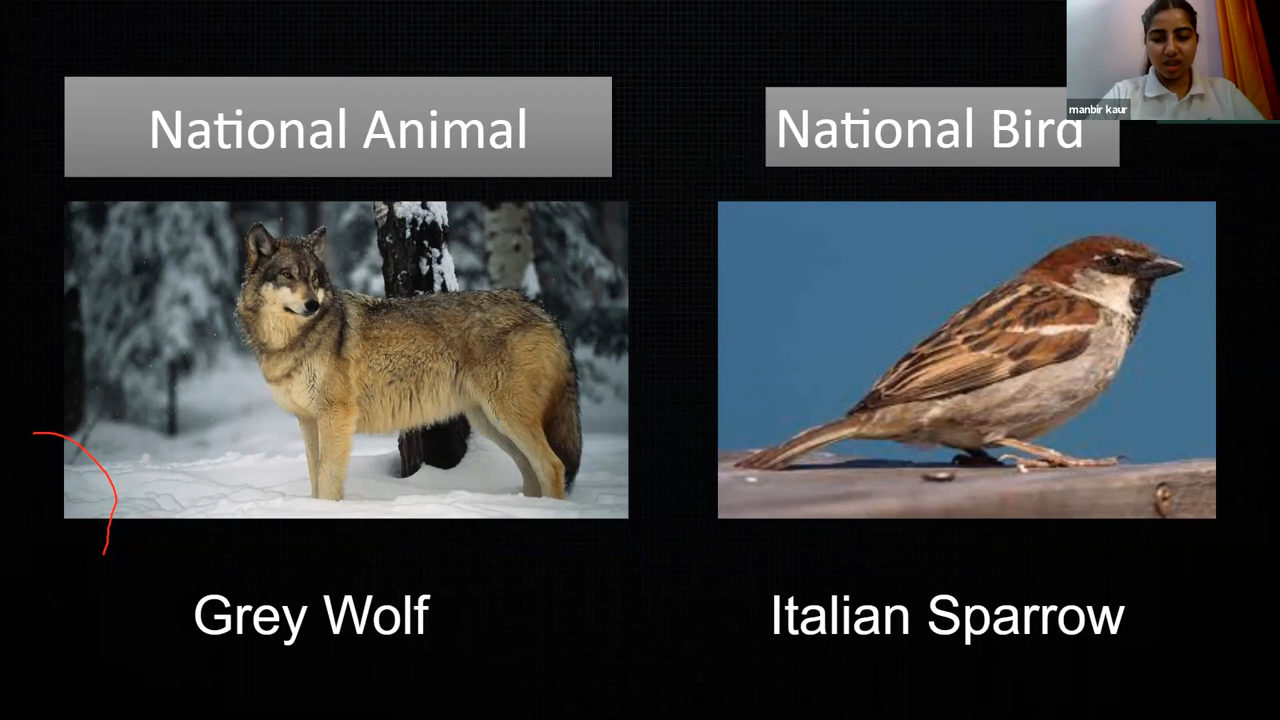 National Animal
National Bird
manbir kaur
Grey Wolf
Italian Sparrow